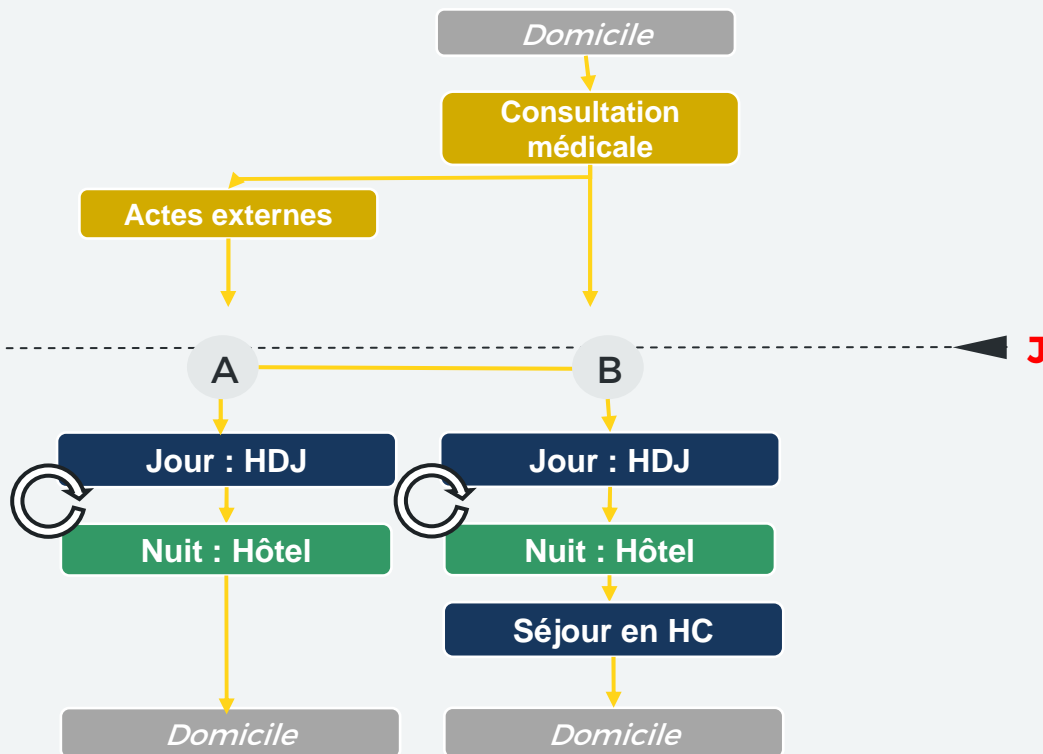 Domicile
Consultation
médicale
Actes externes
J
A
B
Jour : HDJ
Jour : HDJ
Nuit : Hôtel
Nuit : Hôtel
Séjour en HC
Domicile
Domicile